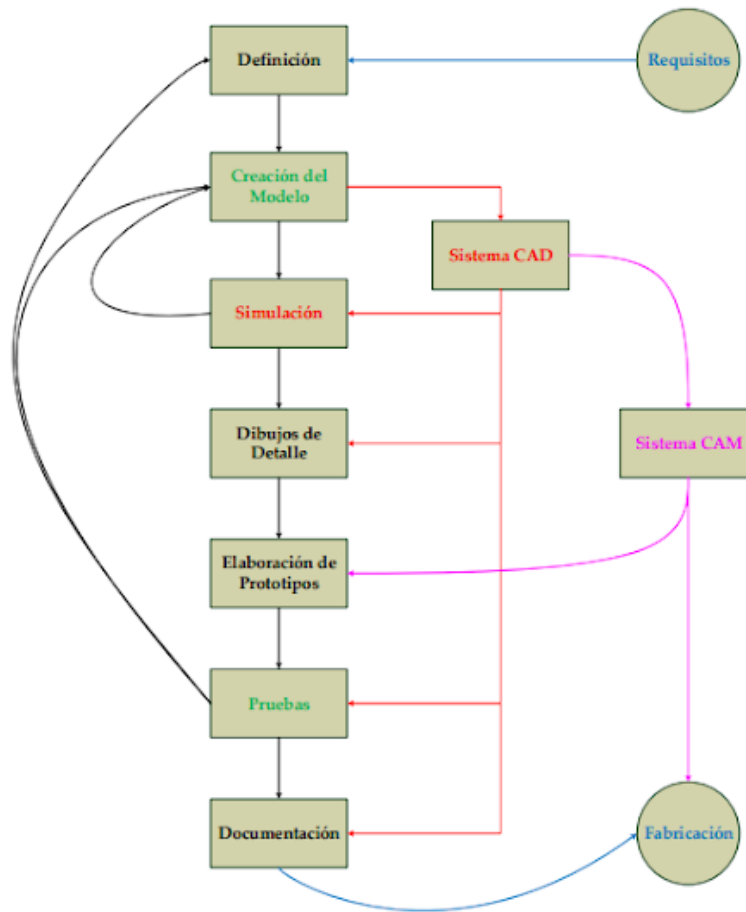 Definición
Requisitos
Creación del
Modelo
Sistema CAD
Simulación
Dibujos de
Detalle
Sistema CAM
Elaboración de
Prototipos
Pruebas
Documentación
Fabricación